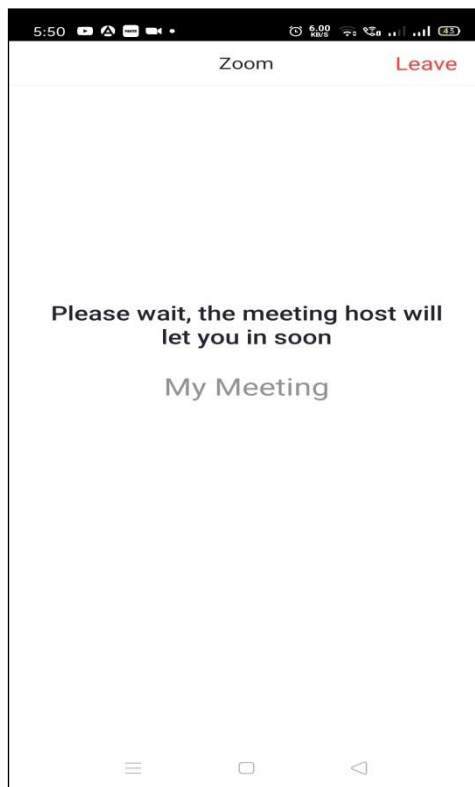 5:50 6.00 KB/S 43
Zoom Leave
Please wait, the meeting host will
let you in soon
My Meeting